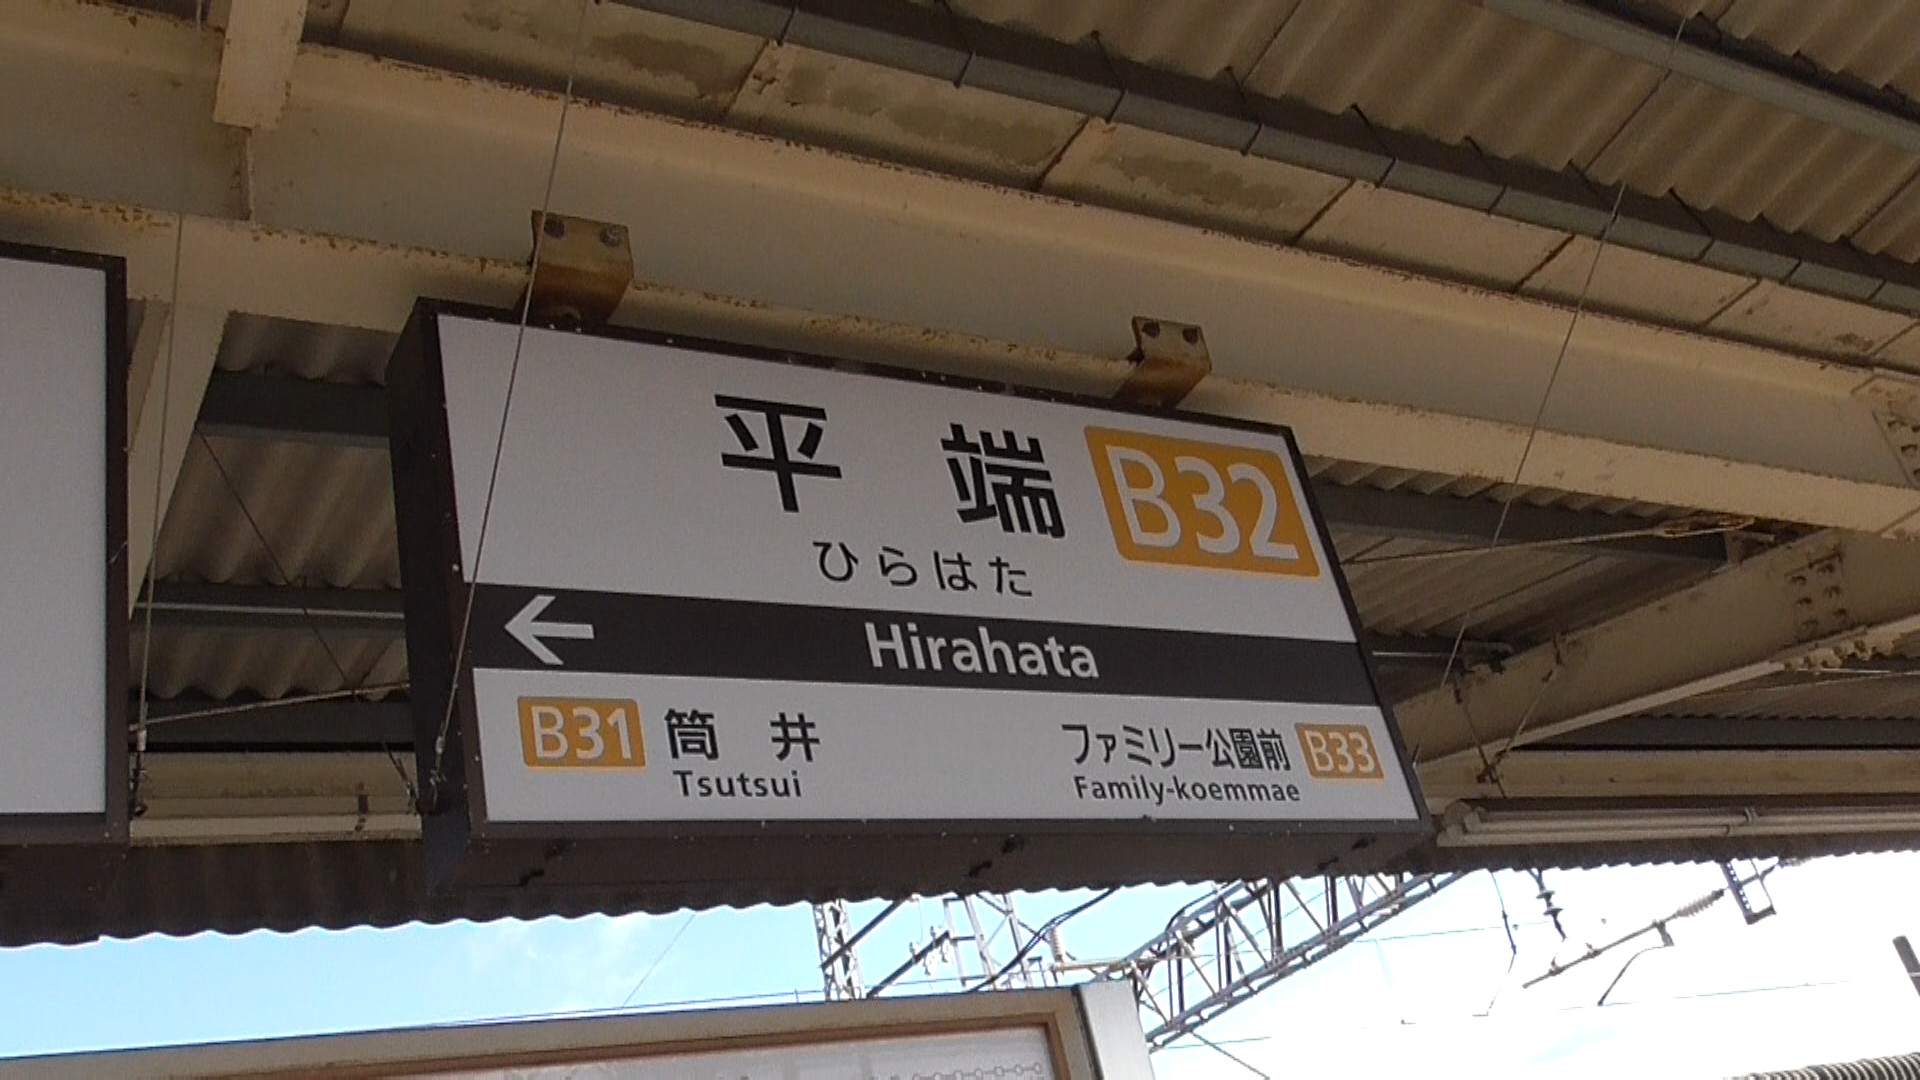 平端 B32
ひらはた
← Hirahata
B31 筒井 ファミリー公園前 B33
Tsutsui Family-koemmae